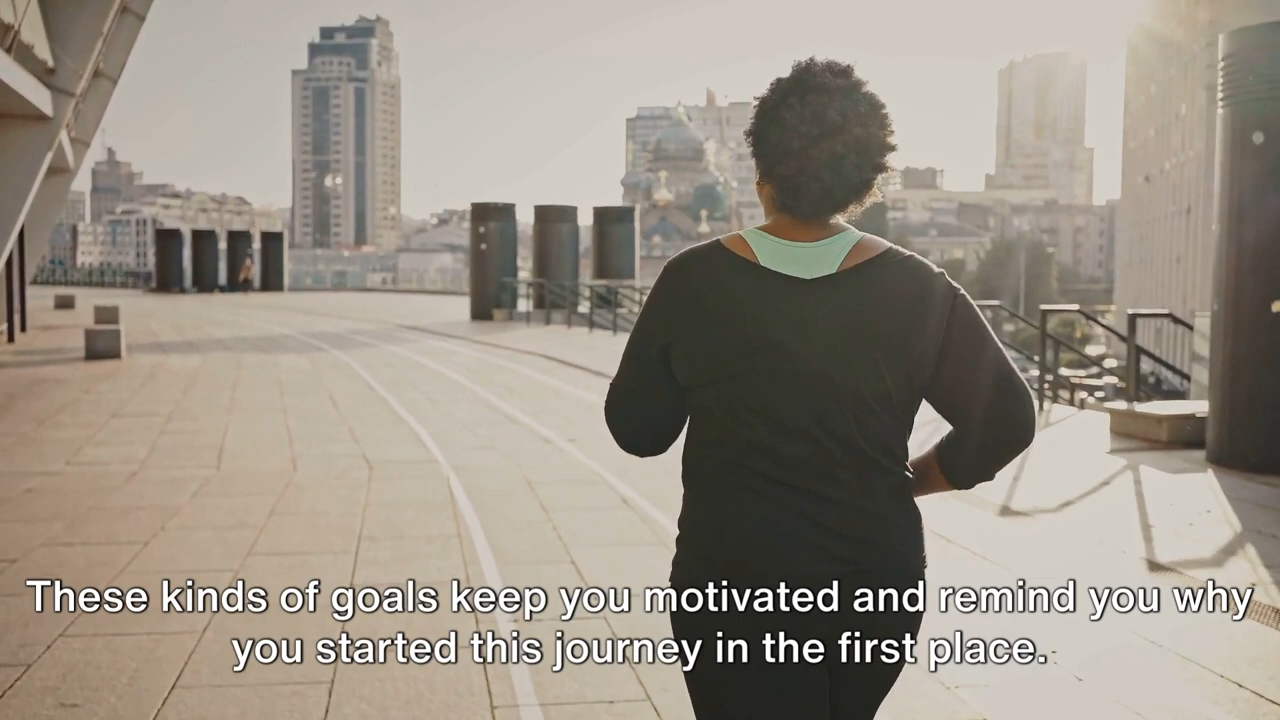 These kinds of goals keep you motivated and remind you why
you started this journey in the first place.